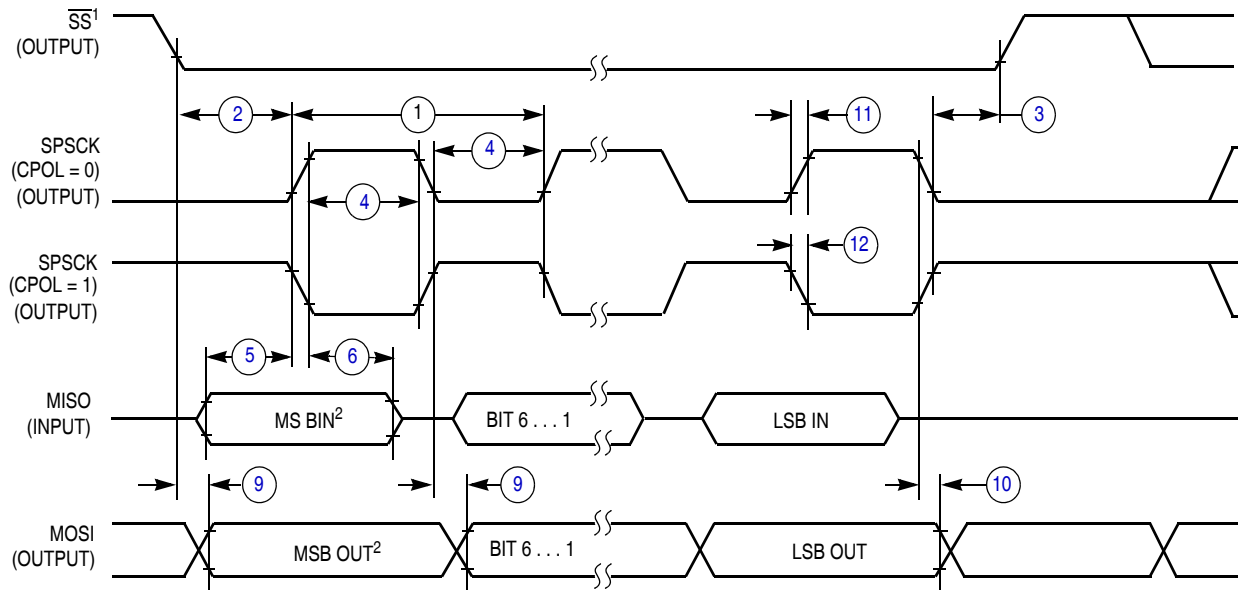 SS¹
(OUTPUT)
2
1
11
3
SPSCK
(CPOL = 0)
(OUTPUT)
4
4
12
SPSCK
(CPOL = 1)
(OUTPUT)
5
6
MISO
(INPUT)
MS BIN²
BIT 6 . . . 1
LSB IN
9
9
10
MOSI
(OUTPUT)
MSB OUT²
BIT 6 . . . 1
LSB OUT